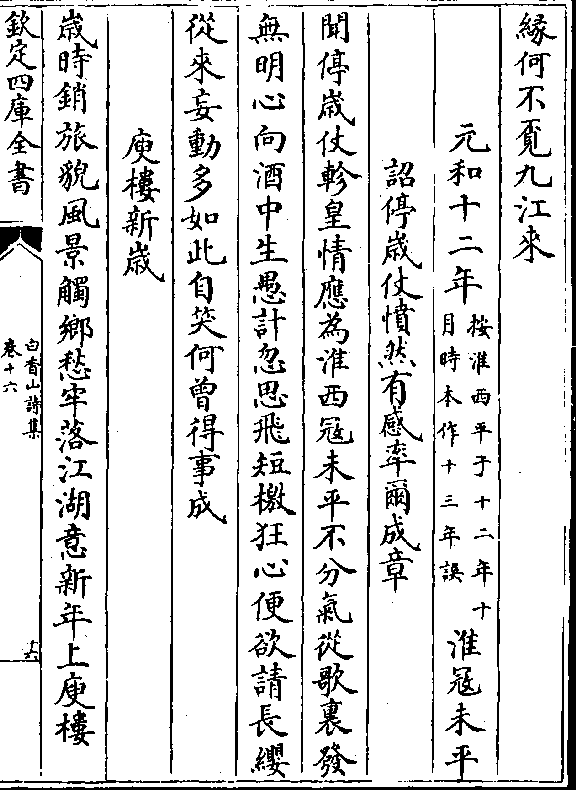 緣何不覓九江來
元和十二年按淮西平于十二年十
月時本作十三年誤淮寇未平
詔停歲仗憤然有感率爾成章
聞停歲仗軫皇情應為淮西寇未平不分氣從歌裏發
無明心向酒中生愚計忽思飛短檄狂心便欲請長纓
從來妄動多如此自笑何曾得事成
庾樓新歲
歲時銷旅貌風景觸鄉愁牢落江湖意新年上庾樓
欽定四庫全書
白香山詩集
卷十六
十六